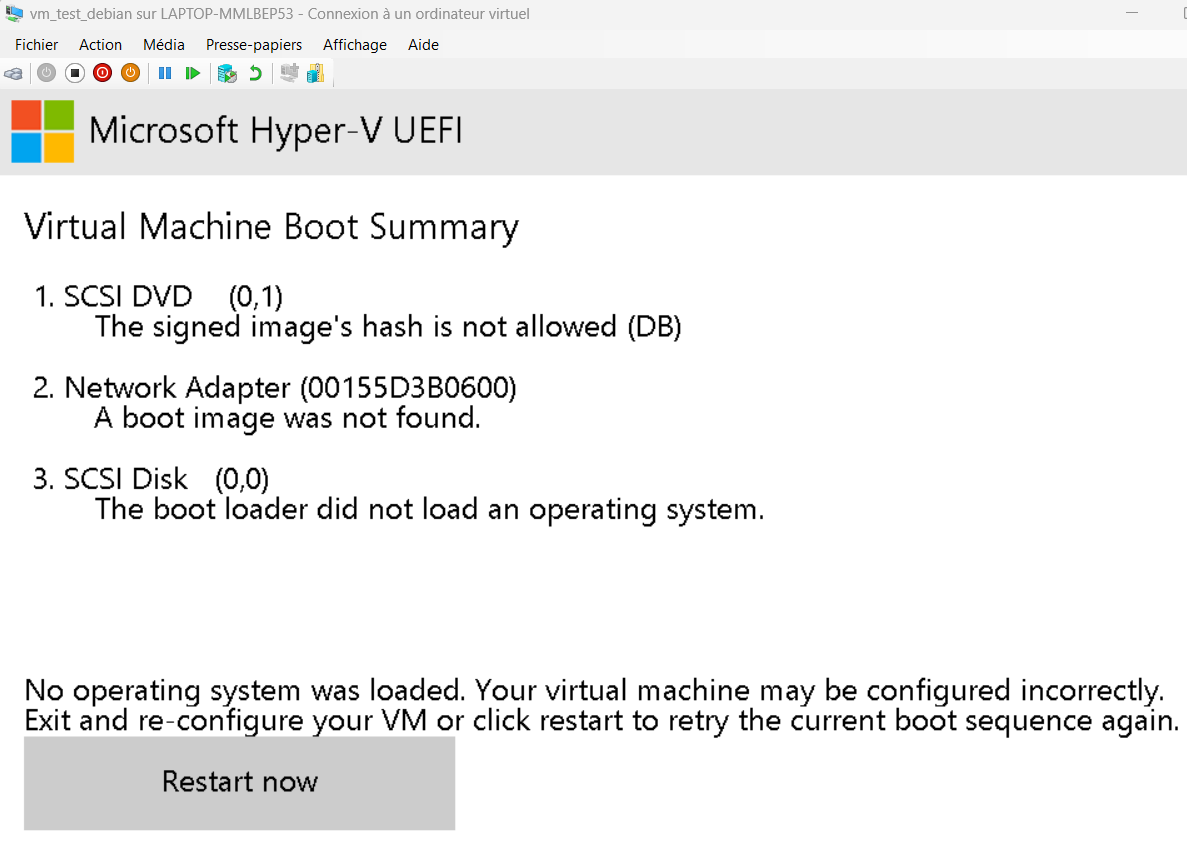 vm_test_debian sur LAPTOP-MMLBEP53 - Connexion à un ordinateur virtuel
Fichier Action Média Presse-papiers Affichage Aide
Microsoft Hyper-V UEFI
Virtual Machine Boot Summary
1. SCSI DVD (0,1)
The signed image's hash is not allowed (DB)
2. Network Adapter (00155D3B0600)
A boot image was not found.
3. SCSI Disk (0,0)
The boot loader did not load an operating system.
No operating system was loaded. Your virtual machine may be configured incorrectly.
Exit and re-configure your VM or click restart to retry the current boot sequence again.
Restart now